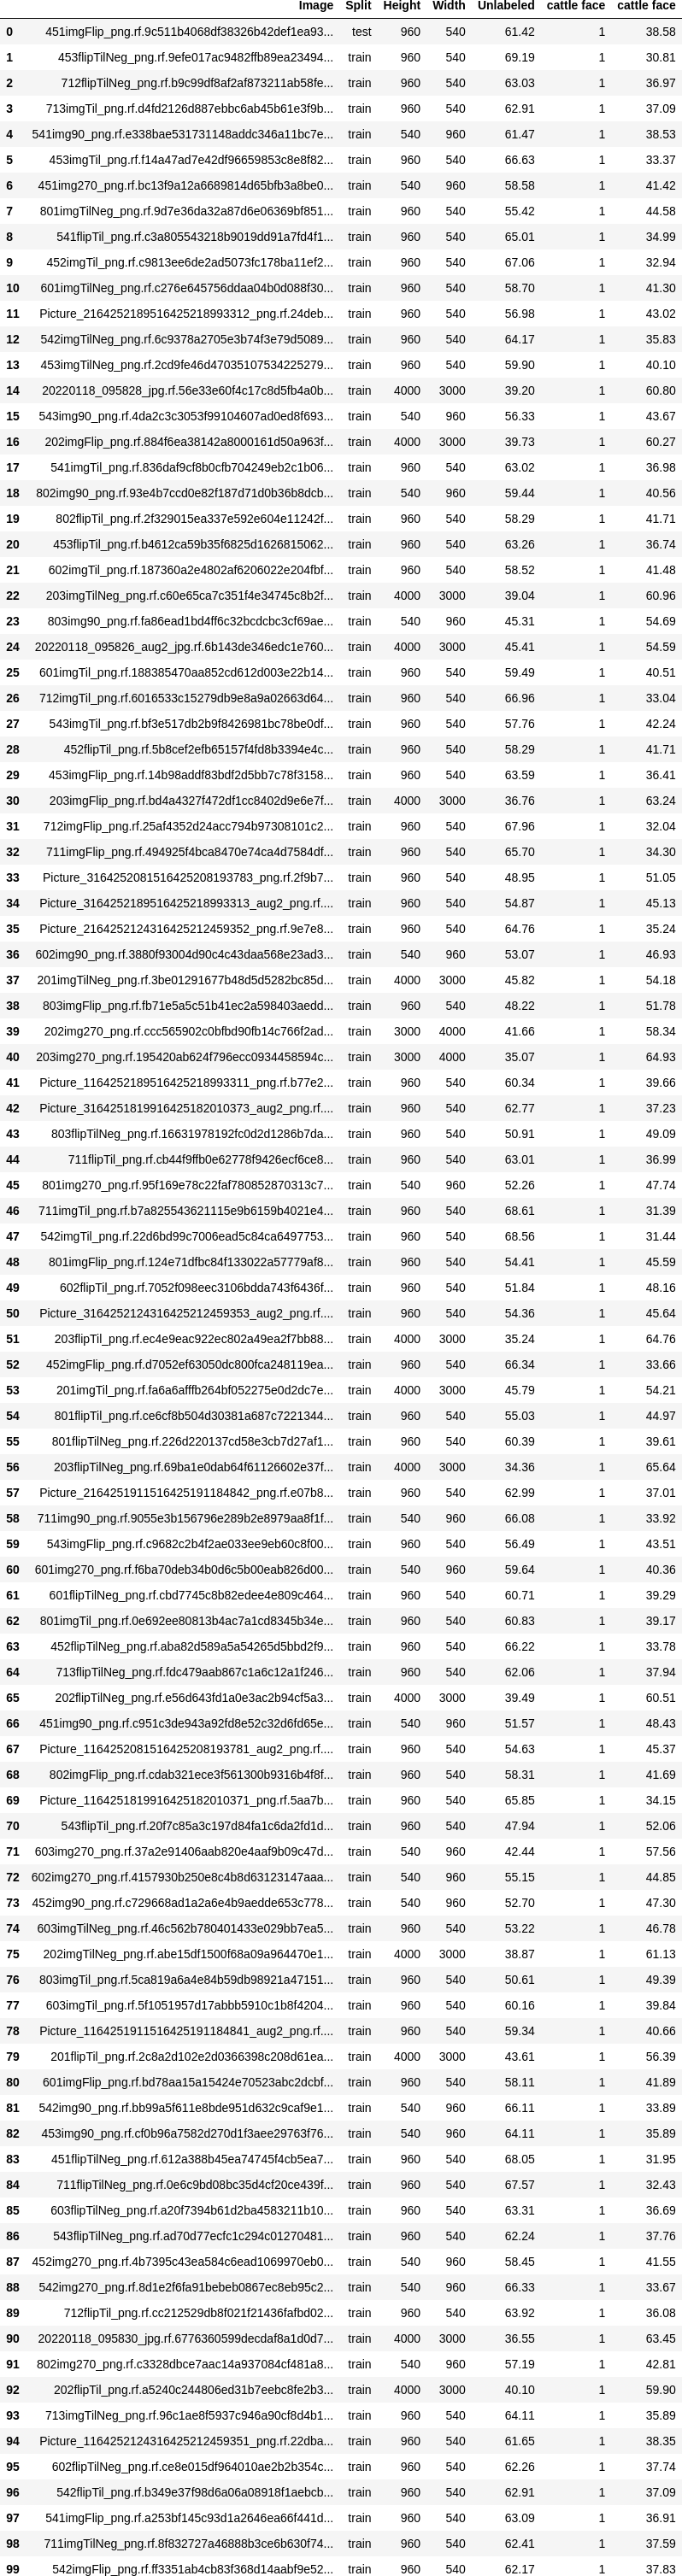 Image Split Height Width Unlabeled cattle face cattle face
0 451imgFlip_png.rf.9c511b4068df38326b42def1ea93... test 960 540 61.42 1 38.58
1 453flipTilNeg_png.rf.9efe017ac9482ffb89ea23494... train 960 540 69.19 1 30.81
2 712flipTilNeg_png.rf.b9c99df8af2af873211ab58fe... train 960 540 63.03 1 36.97
3 713imgTil_png.rf.d4fd2126d887ebbc6ab45b61e3f9b... train 960 540 62.91 1 37.09
4 541img90_png.rf.e338bae531731148addc346a11bc7e... train 540 960 61.47 1 38.53
5 453imgTil_png.rf.f14a47ad7e42df96659853c8e8f82... train 960 540 66.63 1 33.37
6 451img270_png.rf.bc13f9a12a6689814d65bfb3a8be0... train 540 960 58.58 1 41.42
7 801imgTilNeg_png.rf.9d7e36da32a87d6e06369bf851... train 960 540 55.42 1 44.58
8 541flipTil_png.rf.c3a805543218b9019dd91a7fd4f1... train 960 540 65.01 1 34.99
9 452imgTil_png.rf.c9813ee6de2ad5073fc178ba11ef2... train 960 540 67.06 1 32.94
10 601imgTilNeg_png.rf.c276e645756ddaa04b0d088f30... train 960 540 58.70 1 41.30
11 Picture_2164252189516425218993312_png.rf.24deb... train 960 540 56.98 1 43.02
12 542imgTilNeg_png.rf.6c9378a2705e3b74f3e79d5089... train 960 540 64.17 1 35.83
13 453imgTilNeg_png.rf.2cd9fe46d47035107534225279... train 960 540 59.90 1 40.10
14 20220118_095828_jpg.rf.56e33e60f4c17c8d5fb4a0b... train 4000 3000 39.20 1 60.80
15 543img90_png.rf.4da2c3c3053f99104607ad0ed8f693... train 540 960 56.33 1 43.67
16 202imgFlip_png.rf.884f6ea38142a8000161d50a963f... train 4000 3000 39.73 1 60.27
17 541imgTil_png.rf.836daf9cf8b0cfb704249eb2c1b06... train 960 540 63.02 1 36.98
18 802img90_png.rf.93e4b7ccd0e82f187d71d0b36b8dcb... train 540 960 59.44 1 40.56
19 802flipTil_png.rf.2f329015ea337e592e604e11242f... train 960 540 58.29 1 41.71
20 453flipTil_png.rf.b4612ca59b35f6825d1626815062... train 960 540 63.26 1 36.74
21 602imgTil_png.rf.187360a2e4802af6206022e204fbf... train 960 540 58.52 1 41.48
22 203imgTilNeg_png.rf.c60e65ca7c351f4e34745c8b2f... train 4000 3000 39.04 1 60.96
23 803img90_png.rf.fa86ead1bd4ff6c32bcdcbc3cf69ae... train 540 960 45.31 1 54.69
24 20220118_095826_aug2_jpg.rf.6b143de346edc1e760... train 4000 3000 45.41 1 54.59
25 601imgTil_png.rf.188385470aa852cd612d003e22b14... train 960 540 59.49 1 40.51
26 712imgTil_png.rf.6016533c15279db9e8a9a02663d64... train 960 540 66.96 1 33.04
27 543imgTil_png.rf.bf3e517db2b9f8426981bc78be0df... train 960 540 57.76 1 42.24
28 452flipTil_png.rf.5b8cef2efb65157f4fd8b3394e4c... train 960 540 58.29 1 41.71
29 453imgFlip_png.rf.14b98addf83bdf2d5bb7c78f3158... train 960 540 63.59 1 36.41
30 203imgFlip_png.rf.bd4a4327f472df1cc8402d9e6e7f... train 4000 3000 36.76 1 63.24
31 712imgFlip_png.rf.25af4352d24acc794b97308101c2... train 960 540 67.96 1 32.04
32 711imgFlip_png.rf.494925f4bca8470e74ca4d7584df... train 960 540 65.70 1 34.30
33 Picture_3164252081516425208193783_png.rf.2f9b7... train 960 540 48.95 1 51.05
34 Picture_3164252189516425218993313_aug2_png.rf.... train 960 540 54.87 1 45.13
35 Picture_2164252124316425212459352_png.rf.9e7e8... train 960 540 64.76 1 35.24
36 602img90_png.rf.3880f93004d90c4c43daa568e23ad3... train 540 960 53.07 1 46.93
37 201imgTilNeg_png.rf.3be01291677b48d5d5282bc85d... train 4000 3000 45.82 1 54.18
38 803imgFlip_png.rf.fb71e5a5c51b41ec2a598403aedd... train 960 540 48.22 1 51.78
39 202img270_png.rf.ccc565902c0bfbd90fb14c766f2ad... train 3000 4000 41.66 1 58.34
40 203img270_png.rf.195420ab624f796ecc0934458594c... train 3000 4000 35.07 1 64.93
41 Picture_1164252189516425218993311_png.rf.b77e2... train 960 540 60.34 1 39.66
42 Picture_3164251819916425182010373_aug2_png.rf.... train 960 540 62.77 1 37.23
43 803flipTilNeg_png.rf.16631978192fc0d2d1286b7da... train 960 540 50.91 1 49.09
44 711flipTil_png.rf.cb44f9ffb0e62778f9426ecf6ce8... train 960 540 63.01 1 36.99
45 801img270_png.rf.95f169e78c22faf780852870313c7... train 540 960 52.26 1 47.74
46 711imgTil_png.rf.b7a825543621115e9b6159b4021e4... train 960 540 68.61 1 31.39
47 542imgTil_png.rf.22d6bd99c7006ead5c84ca6497753... train 960 540 68.56 1 31.44
48 801imgFlip_png.rf.124e71dfbc84f133022a57779af8... train 960 540 54.41 1 45.59
49 602flipTil_png.rf.7052f098eec3106bdda743f6436f... train 960 540 51.84 1 48.16
50 Picture_3164252124316425212459353_aug2_png.rf.... train 960 540 54.36 1 45.64
51 203flipTil_png.rf.ec4e9eac922ec802a49ea2f7bb88... train 4000 3000 35.24 1 64.76
52 452imgFlip_png.rf.d7052ef63050dc800fca248119ea... train 960 540 66.34 1 33.66
53 201imgTil_png.rf.fa6a6afffb264bf052275e0d2dc7e... train 4000 3000 45.79 1 54.21
54 801flipTil_png.rf.ce6cf8b504d30381a687c7221344... train 960 540 55.03 1 44.97
55 801flipTilNeg_png.rf.226d220137cd58e3cb7d27af1... train 960 540 60.39 1 39.61
56 203flipTilNeg_png.rf.69ba1e0dab64f61126602e37f... train 4000 3000 34.36 1 65.64
57 Picture_2164251911516425191184842_png.rf.e07b8... train 960 540 62.99 1 37.01
58 711img90_png.rf.9055e3b156796e289b2e8979aa8f1f... train 540 960 66.08 1 33.92
59 543imgFlip_png.rf.c9682c2b4f2ae033ee9eb60c8f00... train 960 540 56.49 1 43.51
60 601img270_png.rf.f6ba70deb34b0d6c5b00eab826d00... train 540 960 59.64 1 40.36
61 601flipTilNeg_png.rf.cbd7745c8b82edee4e809c464... train 960 540 60.71 1 39.29
62 801imgTil_png.rf.0e692ee80813b4ac7a1cd8345b34e... train 960 540 60.83 1 39.17
63 452flipTilNeg_png.rf.aba82d589a5a54265d5bbd2f9... train 960 540 66.22 1 33.78
64 713flipTilNeg_png.rf.fdc479aab867c1a6c12a1f246... train 960 540 62.06 1 37.94
65 202flipTilNeg_png.rf.e56d643fd1a0e3ac2b94cf5a3... train 4000 3000 39.49 1 60.51
66 451img90_png.rf.c951c3de943a92fd8e52c32d6fd65e... train 540 960 51.57 1 48.43
67 Picture_1164252081516425208193781_aug2_png.rf.... train 960 540 54.63 1 45.37
68 802imgFlip_png.rf.cdab321ece3f561300b9316b4f8f... train 960 540 58.31 1 41.69
69 Picture_1164251819916425182010371_png.rf.5aa7b... train 960 540 65.85 1 34.15
70 543flipTil_png.rf.20f7c85a3c197d84fa1c6da2fd1d... train 960 540 47.94 1 52.06
71 603img270_png.rf.37a2e91406aab820e4aaf9b09c47d... train 540 960 42.44 1 57.56
72 602img270_png.rf.4157930b250e8c4b8d63123147aaa... train 540 960 55.15 1 44.85
73 452img90_png.rf.c729668ad1a2a6e4b9aedde653c778... train 540 960 52.70 1 47.30
74 603imgTilNeg_png.rf.46c562b780401433e029bb7ea5... train 960 540 53.22 1 46.78
75 202imgTilNeg_png.rf.abe15df1500f68a09a964470e1... train 4000 3000 38.87 1 61.13
76 803imgTil_png.rf.5ca819a6a4e84b59db98921a47151... train 960 540 50.61 1 49.39
77 603imgTil_png.rf.5f1051957d17abbb5910c1b8f4204... train 960 540 60.16 1 39.84
78 Picture_1164251911516425191184841_aug2_png.rf.... train 960 540 59.34 1 40.66
79 201flipTil_png.rf.2c8a2d102e2d0366398c208d61ea... train 4000 3000 43.61 1 56.39
80 601imgFlip_png.rf.bd78aa15a15424e70523abc2dcbf... train 960 540 58.11 1 41.89
81 542img90_png.rf.bb99a5f611e8bde951d632c9caf9e1... train 540 960 66.11 1 33.89
82 453img90_png.rf.cf0b96a7582d270d1f3aee29763f76... train 540 960 64.11 1 35.89
83 451flipTilNeg_png.rf.612a388b45ea74745f4cb5ea7... train 960 540 68.05 1 31.95
84 711flipTilNeg_png.rf.0e6c9bd08bc35d4cf20ce439f... train 960 540 67.57 1 32.43
85 603flipTilNeg_png.rf.a20f7394b61d2ba4583211b10... train 960 540 63.31 1 36.69
86 543flipTilNeg_png.rf.ad70d77ecfc1c294c01270481... train 960 540 62.24 1 37.76
87 452img270_png.rf.4b7395c43ea584c6ead1069970eb0... train 540 960 58.45 1 41.55
88 542img270_png.rf.8d1e2f6fa91bebeb0867ec8eb95c2... train 540 960 66.33 1 33.67
89 712flipTil_png.rf.cc212529db8f021f21436fafbd02... train 960 540 63.92 1 36.08
90 20220118_095830_jpg.rf.6776360599decdaf8a1d0d7... train 4000 3000 36.55 1 63.45
91 802img270_png.rf.c3328dbce7aac14a937084cf481a8... train 540 960 57.19 1 42.81
92 202flipTil_png.rf.a5240c244806ed31b7eebc8fe2b3... train 4000 3000 40.10 1 59.90
93 713imgTilNeg_png.rf.96c1ae8f5937c946a90cf8d4b1... train 960 540 64.11 1 35.89
94 Picture_1164252124316425212459351_png.rf.22dba... train 960 540 61.65 1 38.35
95 602flipTilNeg_png.rf.ce8e015df964010ae2b2b354c... train 960 540 62.26 1 37.74
96 542flipTil_png.rf.b349e37f98d6a06a08918f1aebcb... train 960 540 62.91 1 37.09
97 541imgFlip_png.rf.a253bf145c93d1a2646ea66f441d... train 960 540 63.09 1 36.91
98 711imgTilNeg_png.rf.8f832727a46888b3ce6b630f74... train 960 540 62.41 1 37.59
99 542imgFlip_png.rf.ff3351ab4cb83f368d14aabf9e52... train 960 540 62.17 1 37.83